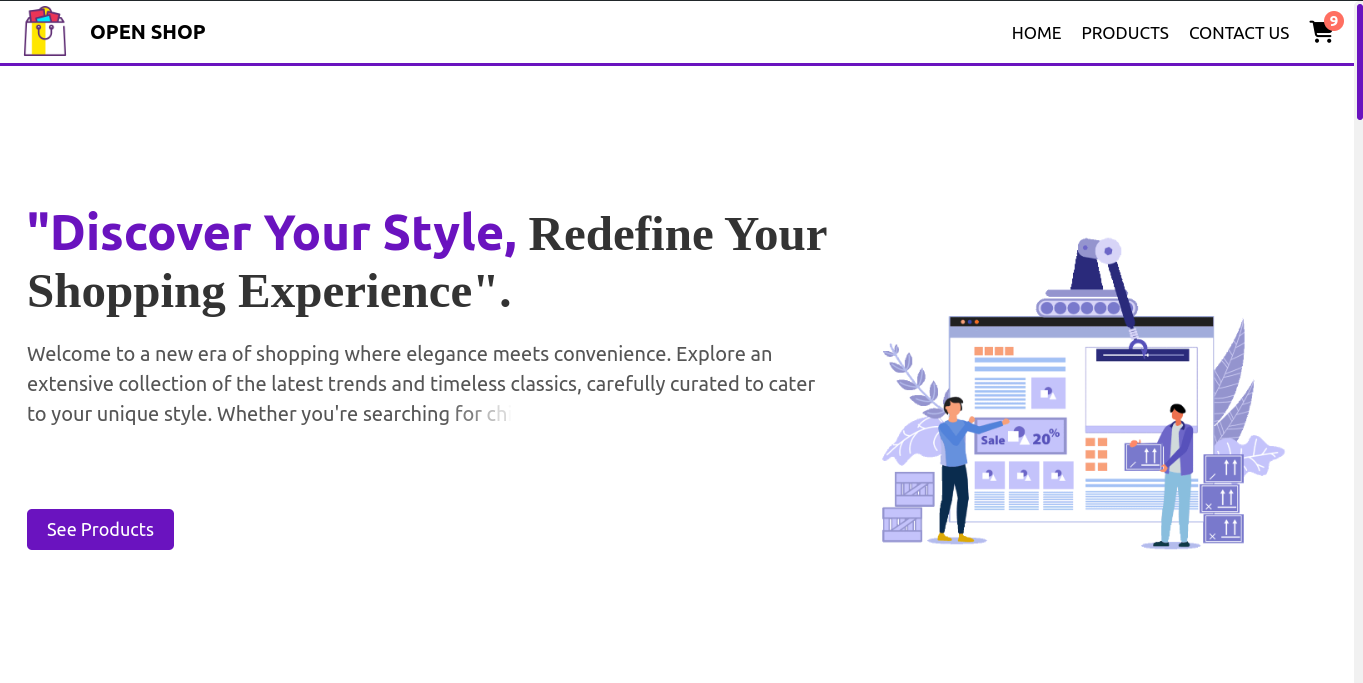 OPEN SHOP
HOME PRODUCTS CONTACT US 9
"Discover Your Style, Redefine Your
Shopping Experience".
Welcome to a new era of shopping where elegance meets convenience. Explore an
extensive collection of the latest trends and timeless classics, carefully curated to cater
to your unique style. Whether you're searching for
Sale 20%
See Products